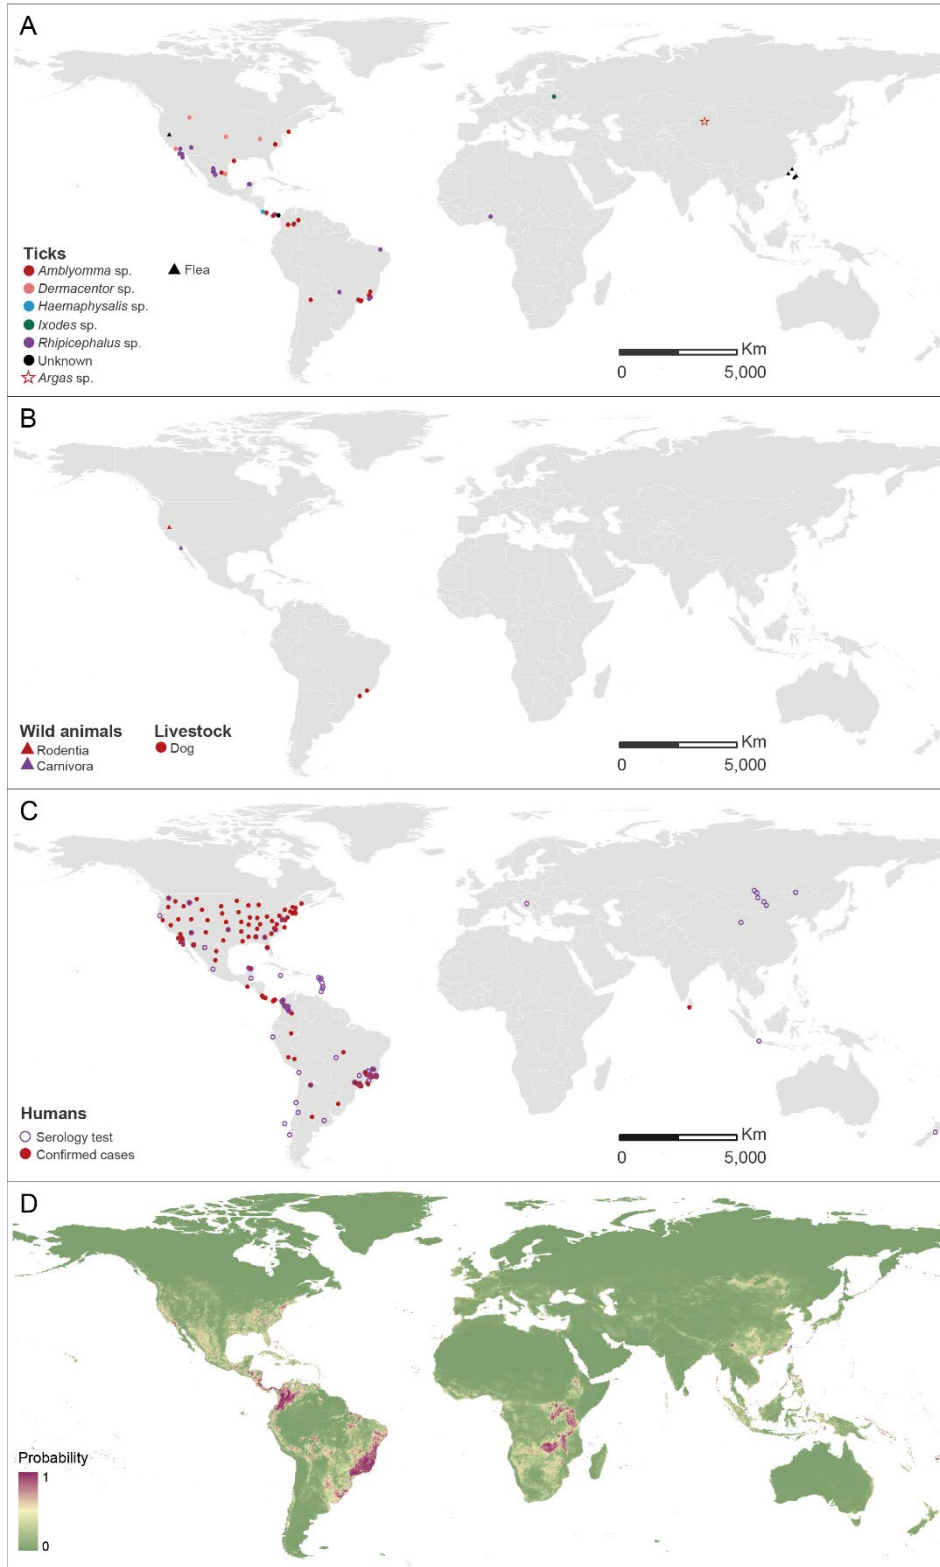 A
Ticks
Amblyomma sp.
Flea
Dermacentor sp.
Haemaphysalis sp.
Ixodes sp.
Rhipicephalus sp.
Unknown
Argas sp.
Km
0 5,000
B
Wild animals Livestock
Rodentia Dog
Carnivora
Km
0 5,000
C
Humans
Serology test
Confirmed cases
Km
0 5,000
D
Probability
1
0